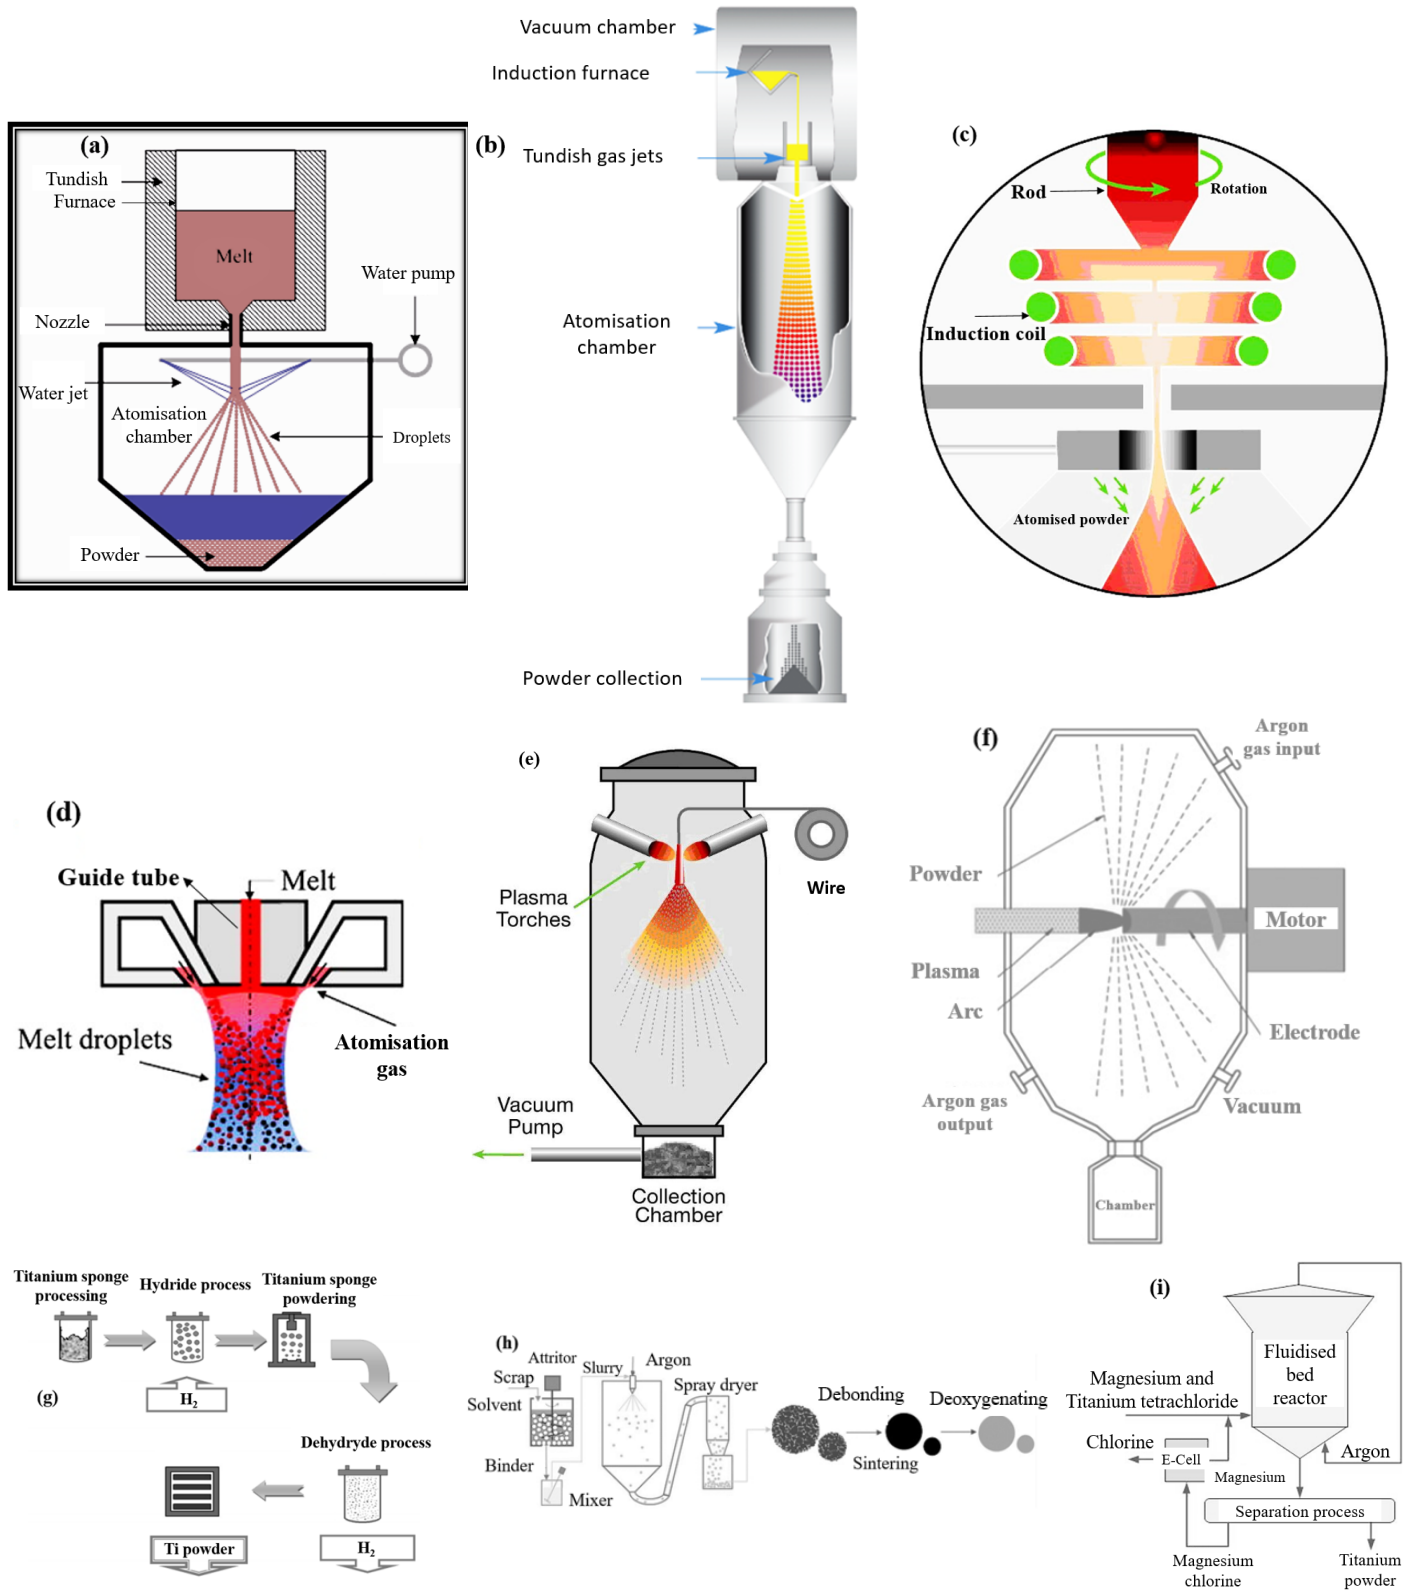 (a)
Tundish
Furnace
Melt
Water pump
Nozzle
Water jet
Atomisation
chamber
Droplets
Powder
(b)
Vacuum chamber
Induction furnace
Tundish gas jets
Atomisation
chamber
Powder collection
(c)
Rod
Rotation
Induction coil
Atomised powder
(d)
Guide tube
Melt
Melt droplets
Atomisation
gas
(e)
Wire
Plasma
Torches
Vacuum
Pump
Collection
Chamber
(f)
Argon
gas input
Powder
Motor
Plasma
Arc
Electrode
Argon gas
output
Vacuum
Chamber
(g)
Titanium sponge
processing
Hydride process
Titanium sponge
powdering
H2
Dehydryde process
Ti powder
H2
(h)
Attritor
Scrap
Solvent
Slurry
Argon
Spray dryer
Binder
Mixer
Debonding
Sintering
Deoxygenating
(i)
Fluidised
bed
reactor
Magnesium and
Titanium tetrachloride
Chlorine
E-Cell
Magnesium
Argon
Separation process
Magnesium
chlorine
Titanium
powder